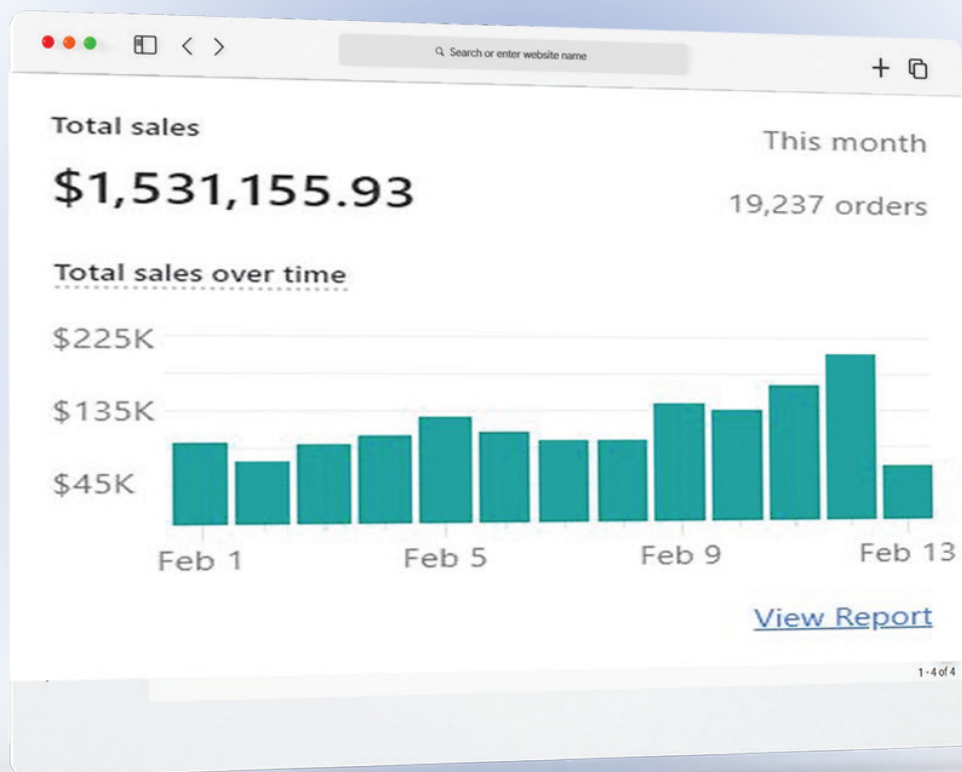 Search or enter website name
Total sales
This month
$1,531,155.93
19,237 orders
Total sales over time
$225K
$135K
$45K
Feb 1
Feb 5
Feb 9
Feb 13
View Report
1-4 of 4